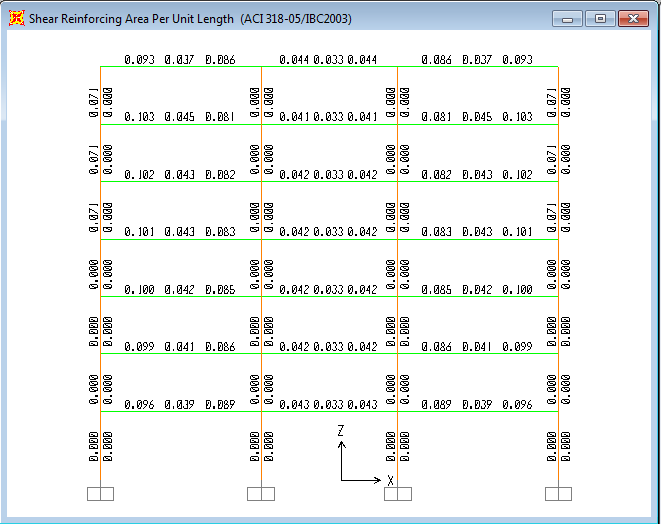 Shear Reinforcing Area Per Unit Length (ACI 318-05/IBC2003)
0.093 0.037 0.086 0.044 0.033 0.044 0.086 0.037 0.093
0.071 0.000 0.000 0.000 0.000 0.000 0.000 0.000
0.103 0.045 0.081 0.041 0.033 0.041 0.081 0.045 0.103
0.071 0.000 0.000 0.000 0.000 0.000 0.000 0.000
0.102 0.043 0.082 0.042 0.033 0.042 0.082 0.043 0.102
0.071 0.000 0.000 0.000 0.000 0.000 0.000 0.000
0.101 0.043 0.083 0.042 0.033 0.042 0.083 0.043 0.101
0.000 0.000 0.000 0.000 0.000 0.000 0.000 0.000
0.100 0.042 0.085 0.042 0.033 0.042 0.085 0.042 0.100
0.000 0.000 0.000 0.000 0.000 0.000 0.000 0.000
0.099 0.041 0.086 0.042 0.033 0.042 0.086 0.041 0.099
0.000 0.000 0.000 0.000 0.000 0.000 0.000 0.000
0.096 0.039 0.089 0.043 0.033 0.043 0.089 0.039 0.096
0.000 0.000 0.000 0.000 0.000 0.000 0.000 0.000
Z
X